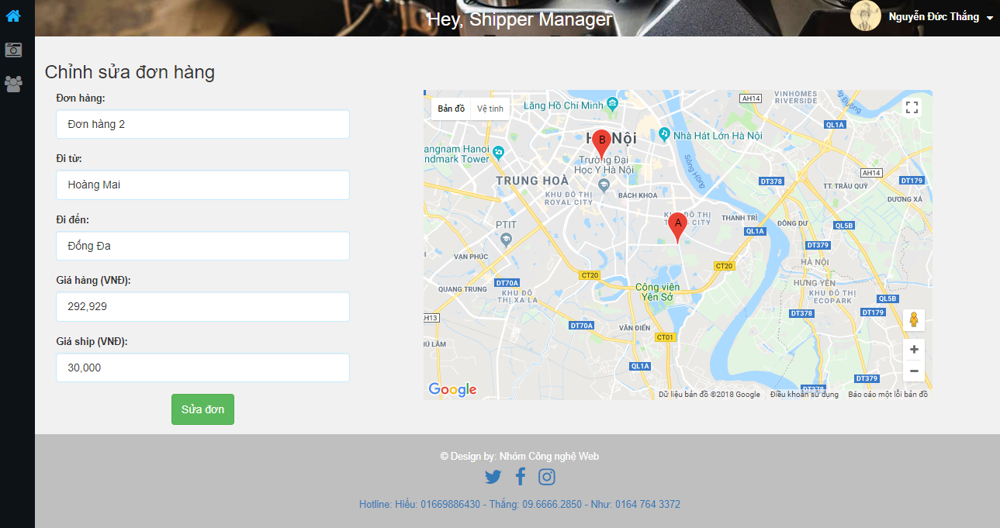 Hey, Shipper Manager
Nguyễn Đức Thắng
Chỉnh sửa đơn hàng
Đơn hàng:
Đơn hàng 2
Đi từ:
Hoàng Mai
Đi đến:
Đống Đa
Giá hàng (VNĐ):
292,929
Giá ship (VNĐ):
30,000
Sửa đơn
Bản đồ
Vệ tinh
Lăng Hồ Chí Minh
AH14
VINHOMES
RIVERSIDE
Đuống
QL1A
B
Nhà Hát Lớn Hà Nội
angnam Hanoi
ndmark Tower
Trường Đại
Học Y Hà Nội
Sông Hồng
TRUNG HOÀ
KHU ĐÔ THỊ
ROYAL CITY
BÁCH KHOA
DT378
AH14
DT179
TT. TRÂU QUỲ
DƯƠNG XÁ
A
KHU ĐÔ THỊ
CITY
THANH TRÌ
QL1A
ĐÔNG DƯ
QL5B
PTIT
DT379
VẠN PHÚC
HÀ NỘI
CT20
CT20
HƯNG YÊN
DT70A
QUANG TRUNG
KHU ĐÔ
THỊ XA LA
Công viên
Yên Sở
KHU ĐÔ THỊ
ECOPARK
QL5B
H13
DT378
DT179
DT70A
VĂN ĐIỂN
CT01
Ú LÃM
QL1A
DT117
DT378
Google
Dữ liệu bản đồ ©2018 Google
Điều khoản sử dụng
Báo cáo một lỗi bản đồ
© Design by: Nhóm Công nghệ Web
Hotline: Hiếu: 01669886430 - Thắng: 09.6666.2850 - Như: 0164 764 3372